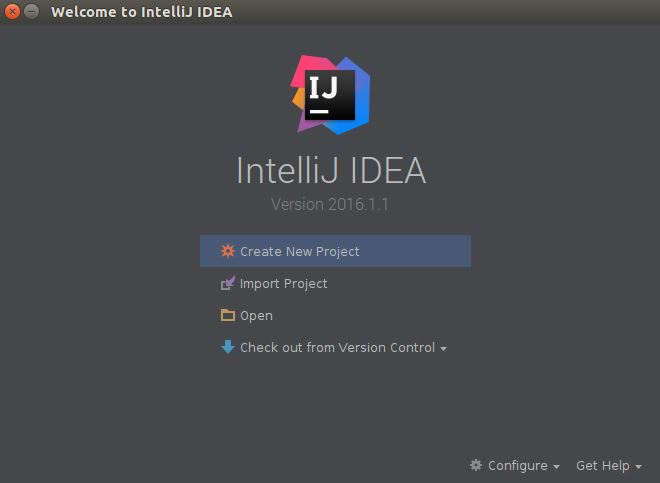 Welcome to IntelliJ IDEA
IJ
IntelliJ IDEA
Version 2016.1.1
Create New Project
Import Project
Open
Check out from Version Control
Configure
Get Help